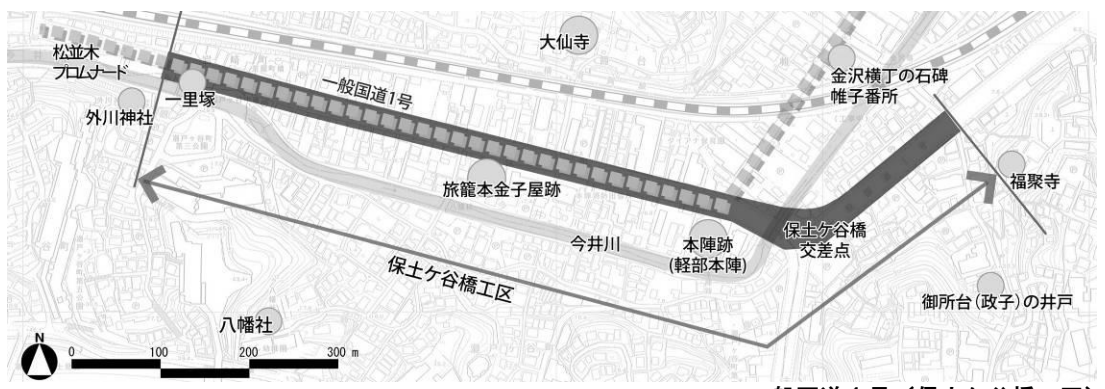 大仙寺
松並木
プロムナード
一般国道1号
金沢横丁の石碑
帷子番所
一里塚
外川神社
旅籠本金子屋跡
福聚寺
今井川
本陣跡
(軽部本陣)
保土ケ谷橋
交差点
保土ケ谷橋工区
御所台(政子)の井戸
八幡社
N
0 100 200 300 m